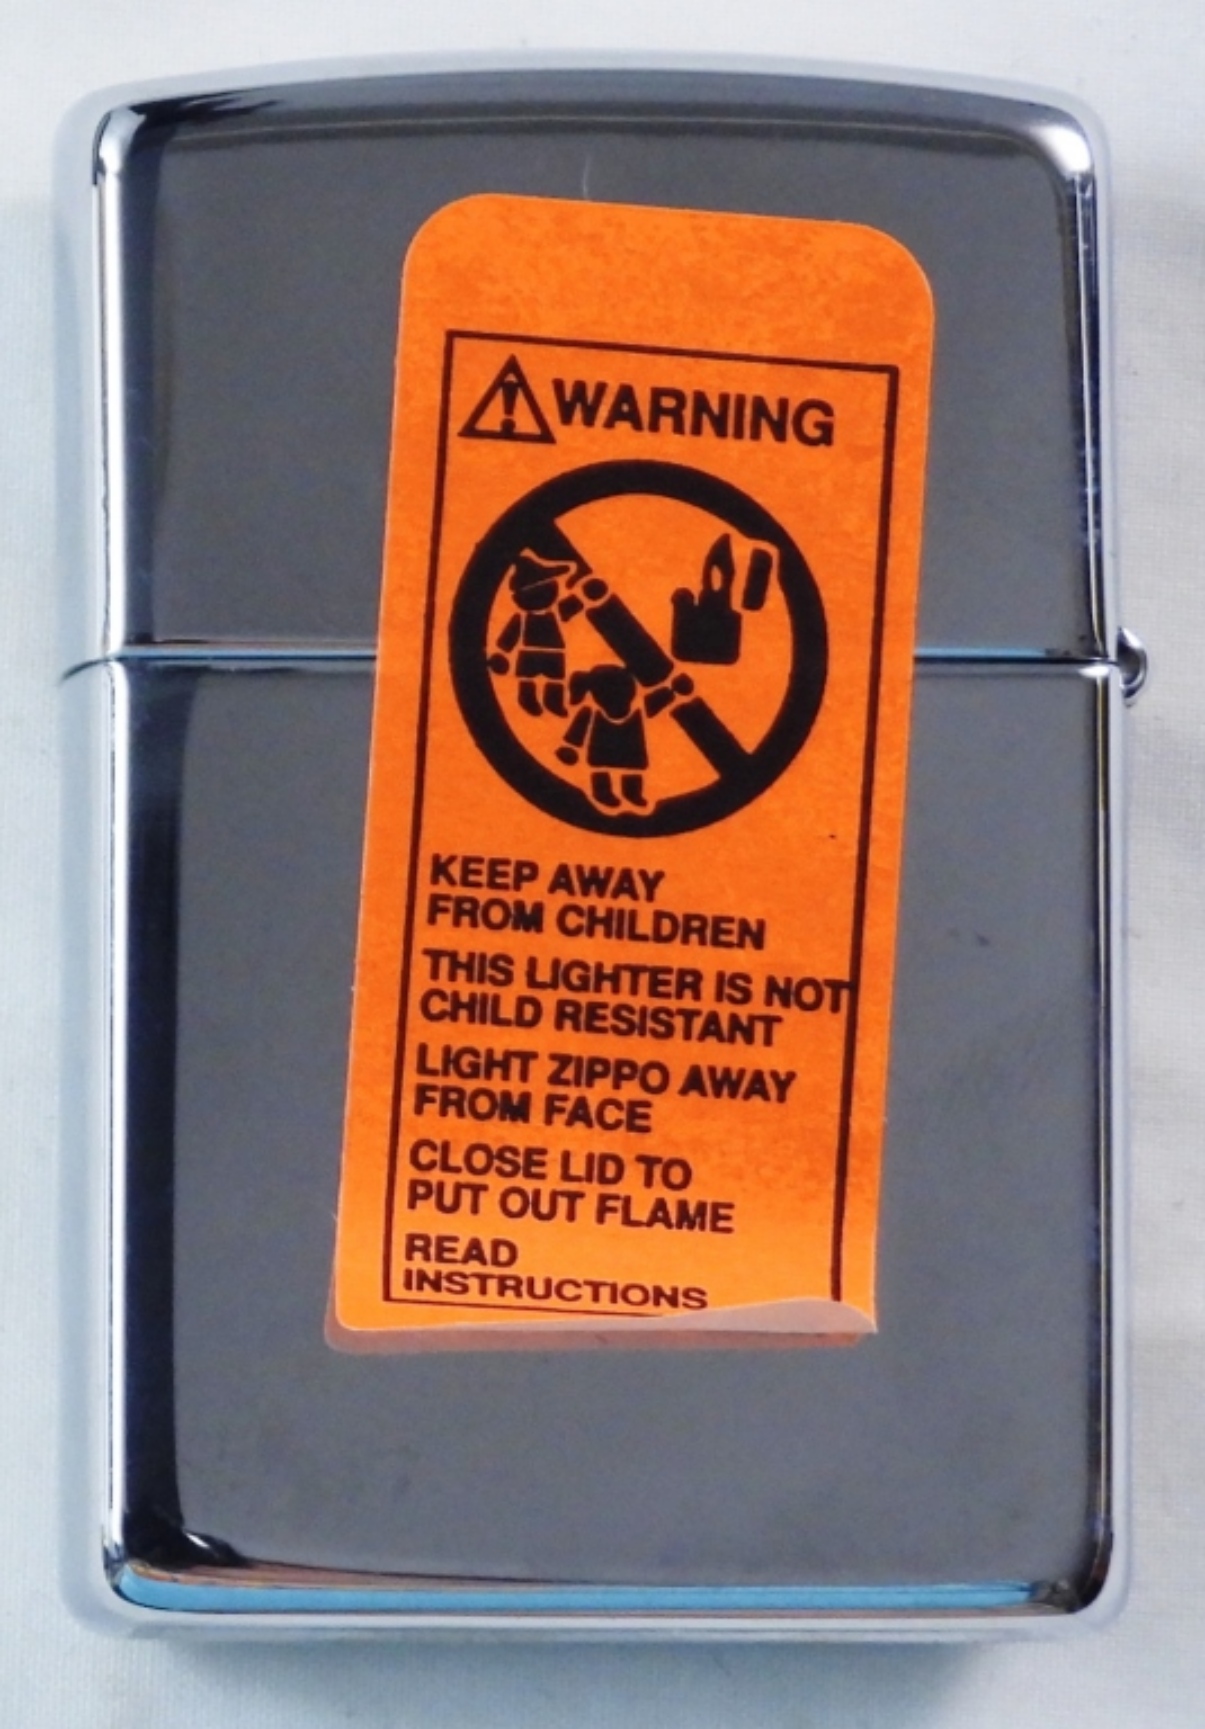 WARNING
KEEP AWAY
FROM CHILDREN
THIS LIGHTER IS NOT
CHILD RESISTANT
LIGHT ZIPPO AWAY
FROM FACE
CLOSE LID TO
PUT OUT FLAME
READ
INSTRUCTIONS